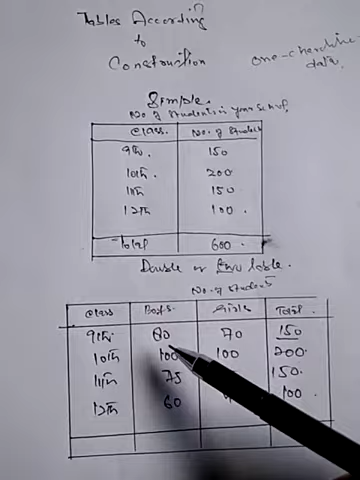 Tables According
to
Construction
one-
data.
Simple.
No of Students in your School
Class. No. of Students
9th. 150
10th. 200
11th 150
12th 100.
Total 600.
Double or Two table.
No. of Students
Class Boys. Girls Total.
9th. 80 70 150
10th 100 100 200.
11th 75 150.
12th 60 100